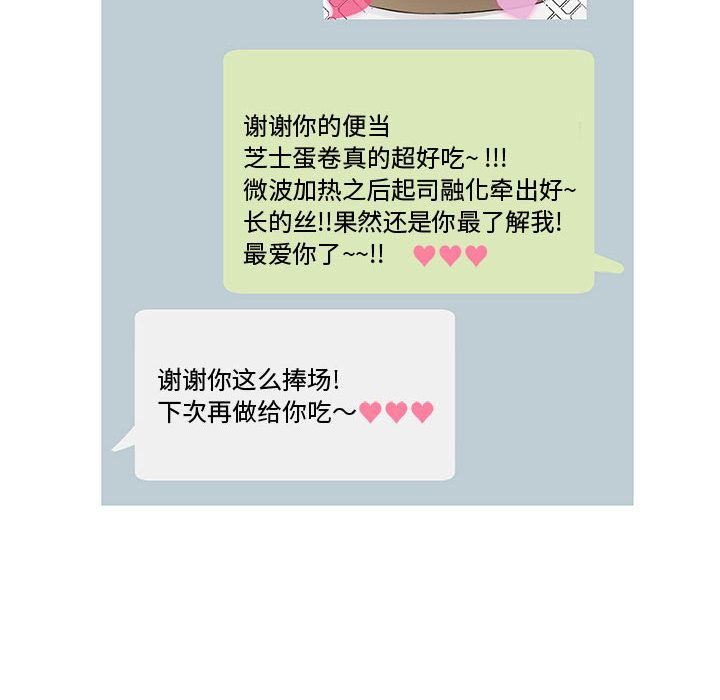 谢谢你的便当
芝士蛋卷真的超好吃~ !!!
微波加热之后起司融化牵出好~
长的丝!!果然还是你最了解我!
最爱你了~~!! ♥♥♥
谢谢你这么捧场!
下次再做给你吃～♥♥♥